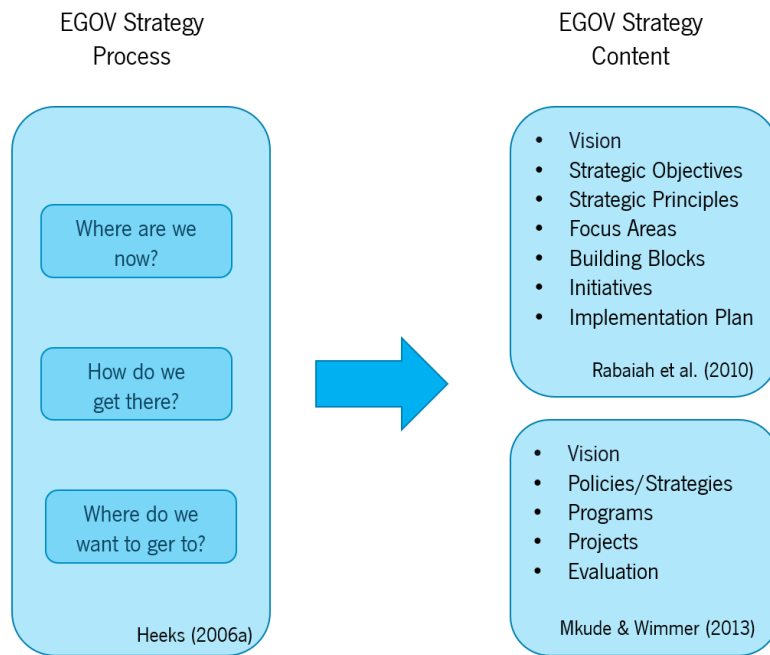 EGOV Strategy
Process
Where are we
now?
How do we
get there?
Where do we
want to ger to?
Heeks (2006a)
EGOV Strategy
Content
• Vision
• Strategic Objectives
• Strategic Principles
• Focus Areas
• Building Blocks
• Initiatives
• Implementation Plan
Rabaiah et al. (2010)
• Vision
• Policies/Strategies
• Programs
• Projects
• Evaluation
Mkude & Wimmer (2013)